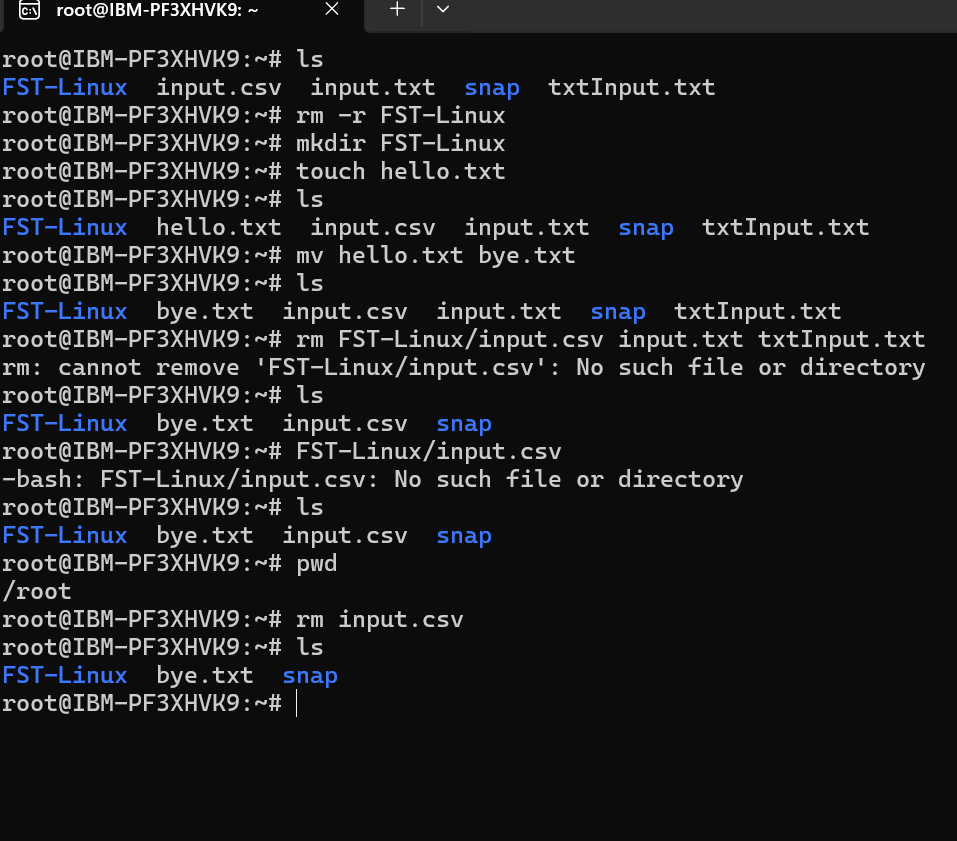 root@IBM-PF3XHVK9: ~
root@IBM-PF3XHVK9:~# ls
FST-Linux  input.csv  input.txt  snap  txtInput.txt
root@IBM-PF3XHVK9:~# rm -r FST-Linux
root@IBM-PF3XHVK9:~# mkdir FST-Linux
root@IBM-PF3XHVK9:~# touch hello.txt
root@IBM-PF3XHVK9:~# ls
FST-Linux  hello.txt  input.csv  input.txt  snap  txtInput.txt
root@IBM-PF3XHVK9:~# mv hello.txt bye.txt
root@IBM-PF3XHVK9:~# ls
FST-Linux  bye.txt  input.csv  input.txt  snap  txtInput.txt
root@IBM-PF3XHVK9:~# rm FST-Linux/input.csv input.txt txtInput.txt
rm: cannot remove 'FST-Linux/input.csv': No such file or directory
root@IBM-PF3XHVK9:~# ls
FST-Linux  bye.txt  input.csv  snap
root@IBM-PF3XHVK9:~# FST-Linux/input.csv
-bash: FST-Linux/input.csv: No such file or directory
root@IBM-PF3XHVK9:~# ls
FST-Linux  bye.txt  input.csv  snap
root@IBM-PF3XHVK9:~# pwd
/root
root@IBM-PF3XHVK9:~# rm input.csv
root@IBM-PF3XHVK9:~# ls
FST-Linux  bye.txt  snap
root@IBM-PF3XHVK9:~#